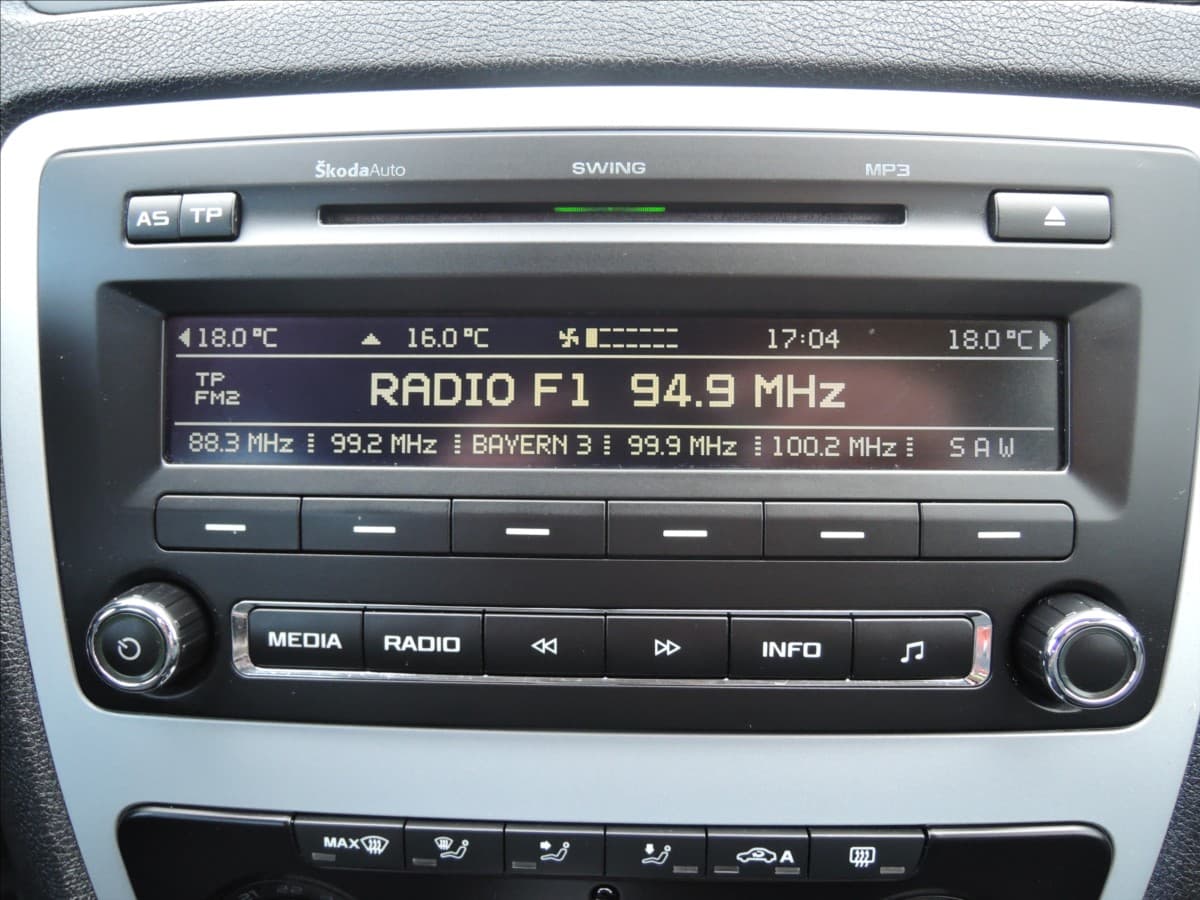 ŠkodaAuto SWING MP3
AS TP
18.0 °C 16.0 °C 17:04 18.0 °C
TP
FM2
RADIO F1 94.9 MHz
88.3 MHz 99.2 MHz BAYERN 3 99.9 MHz 100.2 MHz S A W
MEDIA RADIO INFO
MAX A